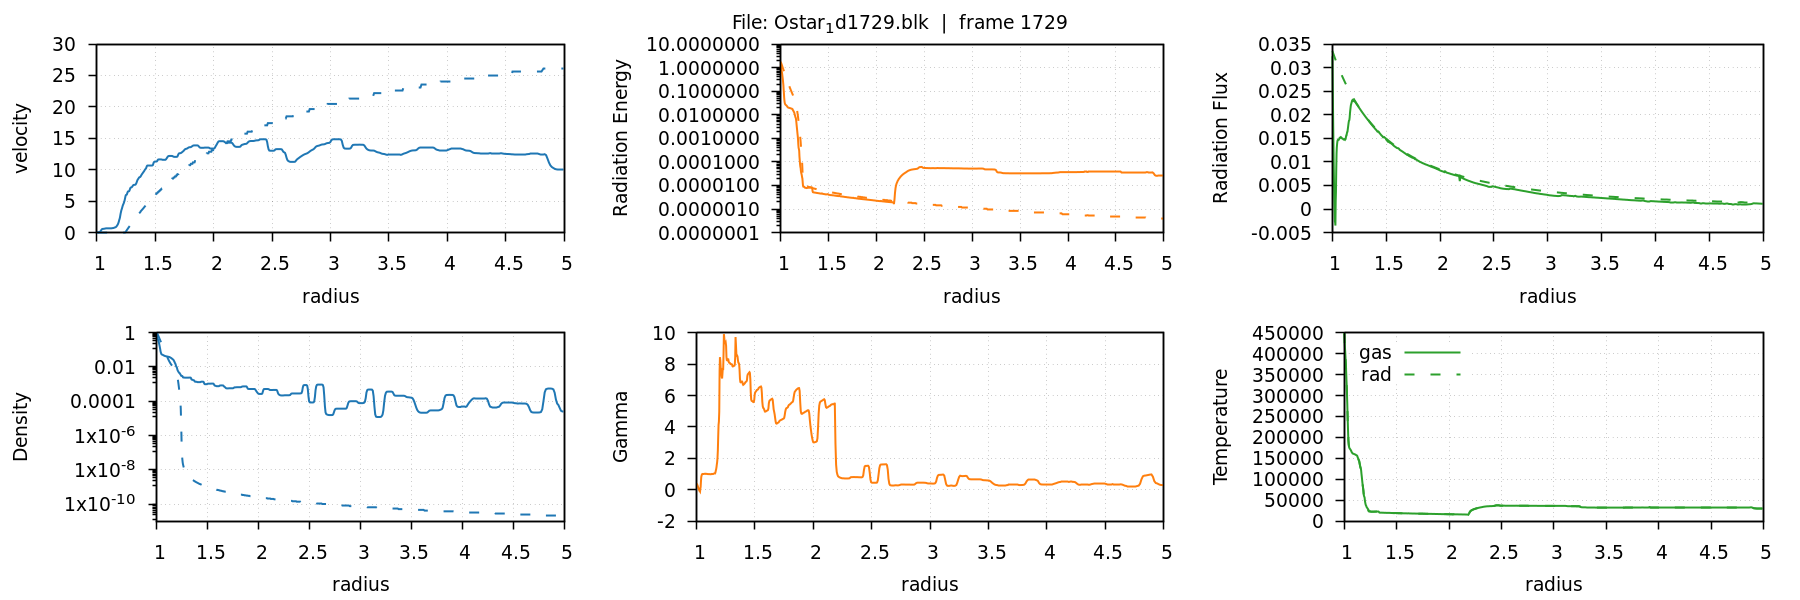 File: Ostar1d1729.blk | frame 1729
30
25
20
15
10
5
0
velocity
1 1.5 2 2.5 3 3.5 4 4.5 5
radius
10.0000000
1.0000000
0.1000000
0.0100000
0.0010000
0.0001000
0.0000100
0.0000010
0.0000001
Radiation Energy
1 1.5 2 2.5 3 3.5 4 4.5 5
radius
0.035
0.03
0.025
0.02
0.015
0.01
0.005
0
-0.005
Radiation Flux
1 1.5 2 2.5 3 3.5 4 4.5 5
radius
1
0.01
0.0001
1x10-6
1x10-8
1x10-10
Density
1 1.5 2 2.5 3 3.5 4 4.5 5
radius
10
8
6
4
2
0
-2
Gamma
1 1.5 2 2.5 3 3.5 4 4.5 5
radius
450000
400000
350000
300000
250000
200000
150000
100000
50000
0
Temperature
gas
rad
1 1.5 2 2.5 3 3.5 4 4.5 5
radius